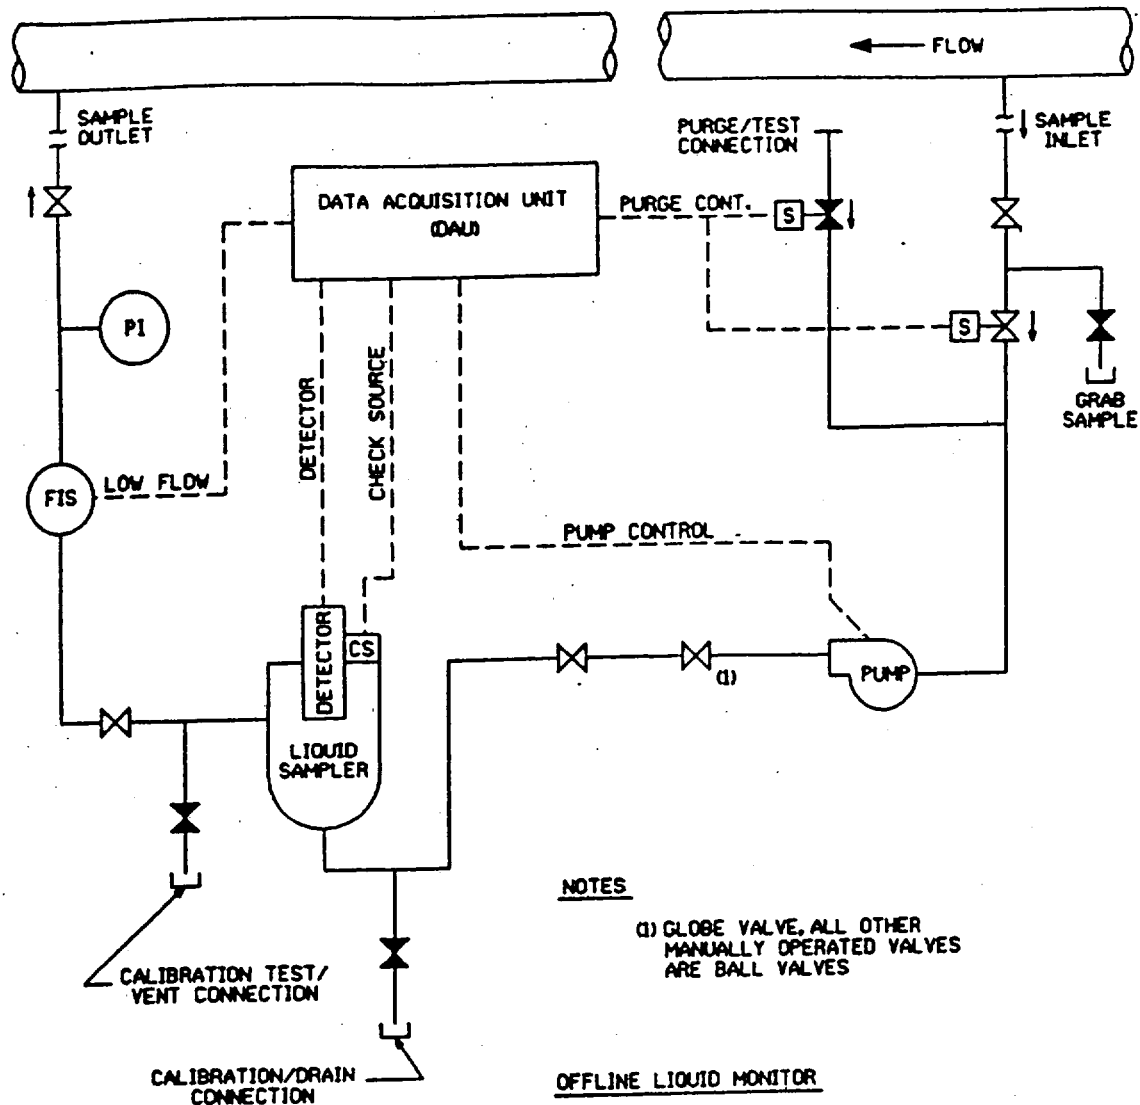 FLOW
SAMPLE
OUTLET
PURGE/TEST
CONNECTION
SAMPLE
INLET
DATA ACQUISITION UNIT
(DAU)
PURGE CONT.
S
S
PI
GRAB
SAMPLE
DETECTOR
CHECK SOURCE
FIS
LOW FLOW
PUMP CONTROL
DETECTOR
CS
(1)
PUMP
LIQUID
SAMPLER
NOTES
(1) GLOBE VALVE, ALL OTHER
MANUALLY OPERATED VALVES
ARE BALL VALVES
CALIBRATION TEST/
VENT CONNECTION
CALIBRATION/DRAIN
CONNECTION
OFFLINE LIQUID MONITOR